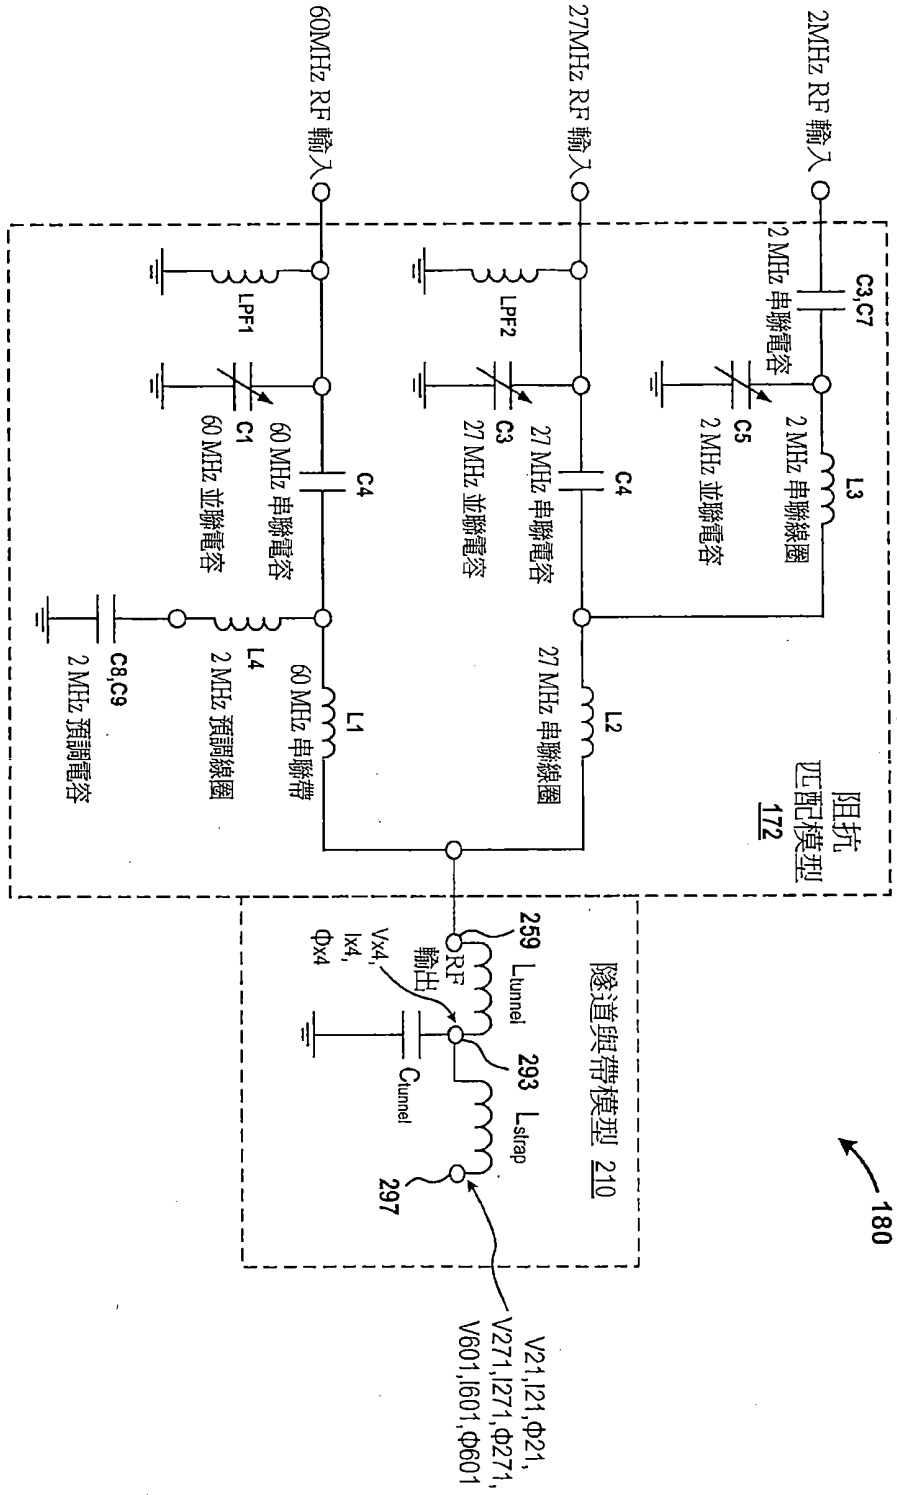 180
阻抗
匹配模型
172
2MHz RF 輸入
C3,C7
2 MHz 串聯電容
C5
2 MHz 並聯電容
L3
2 MHz 串聯線圈
27MHz RF 輸入
LPF2
C3
27 MHz 並聯電容
C4
27 MHz 串聯電容
L2
27 MHz 串聯線圈
60MHz RF 輸入
LPF1
C1
60 MHz 並聯電容
C4
60 MHz 串聯電容
L4
2 MHz 預調線圈
C8,C9
2 MHz 預調電容
L1
60 MHz 串聯帶
隧道與帶模型 210
259
Ltunnel
RF
輸出
293
Vx4,
Ix4,
Φx4
Ctunnel
Lstrap
297
V21,I21,Φ21,
V271,I271,Φ271,
V601,I601,Φ601